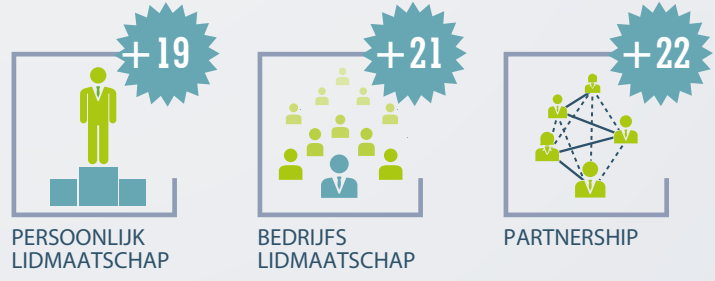 +19
PERSOONLIJK
LIDMAATSCHAP
+21
BEDRIJFS
LIDMAATSCHAP
+22
PARTNERSHIP